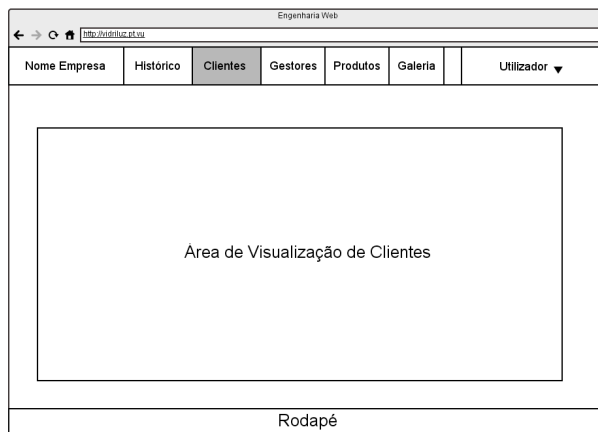 Engenharia Web
http://vidriluz.pt.vu
Nome Empresa Histórico Clientes Gestores Produtos Galeria Utilizador
Área de Visualização de Clientes
Rodapé